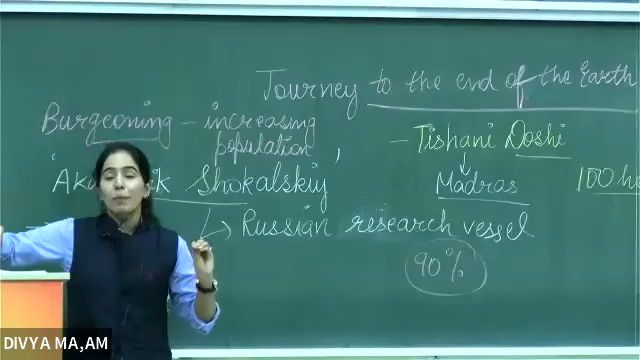 Journey to the end of the Earth
Burgeoning - increasing
population,
- Tishani Doshi
Shokalskiy
Madras
100
Russian research vessel
90%
DIVYA MA,AM